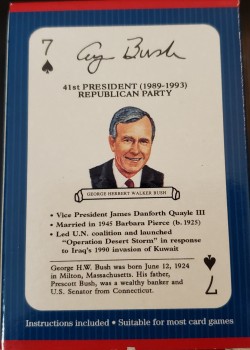 7
G Bush
41st PRESIDENT (1989-1993)
REPUBLICAN PARTY
GEORGE HERBERT WALKER BUSH
• Vice President James Danforth Quayle III
• Married in 1945 Barbara Pierce (b. 1925)
• Led U.N. coalition and launched
"Operation Desert Storm" in response
to Iraq's 1990 invasion of Kuwait
George H.W. Bush was born June 12, 1924
in Milton, Massachusetts. His father,
Prescott Bush, was a wealthy banker and
U.S. Senator from Connecticut.
7
Instructions included • Suitable for most card games